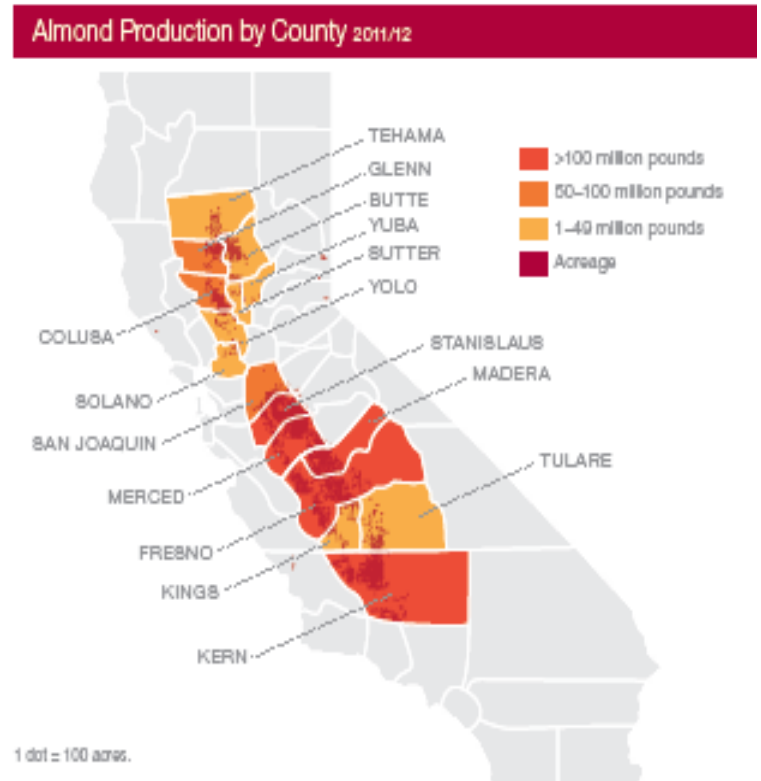 Almond Production by County 2011/12
TEHAMA
GLENN
BUTTE
YUBA
SUTTER
YOLO
COLUSA
STANISLAUS
MADERA
SOLANO
SAN JOAQUIN
TULARE
MERCED
FRESNO
KINGS
KERN
>100 million pounds
50–100 million pounds
1–49 million pounds
Acreage
1 dot = 100 acres.